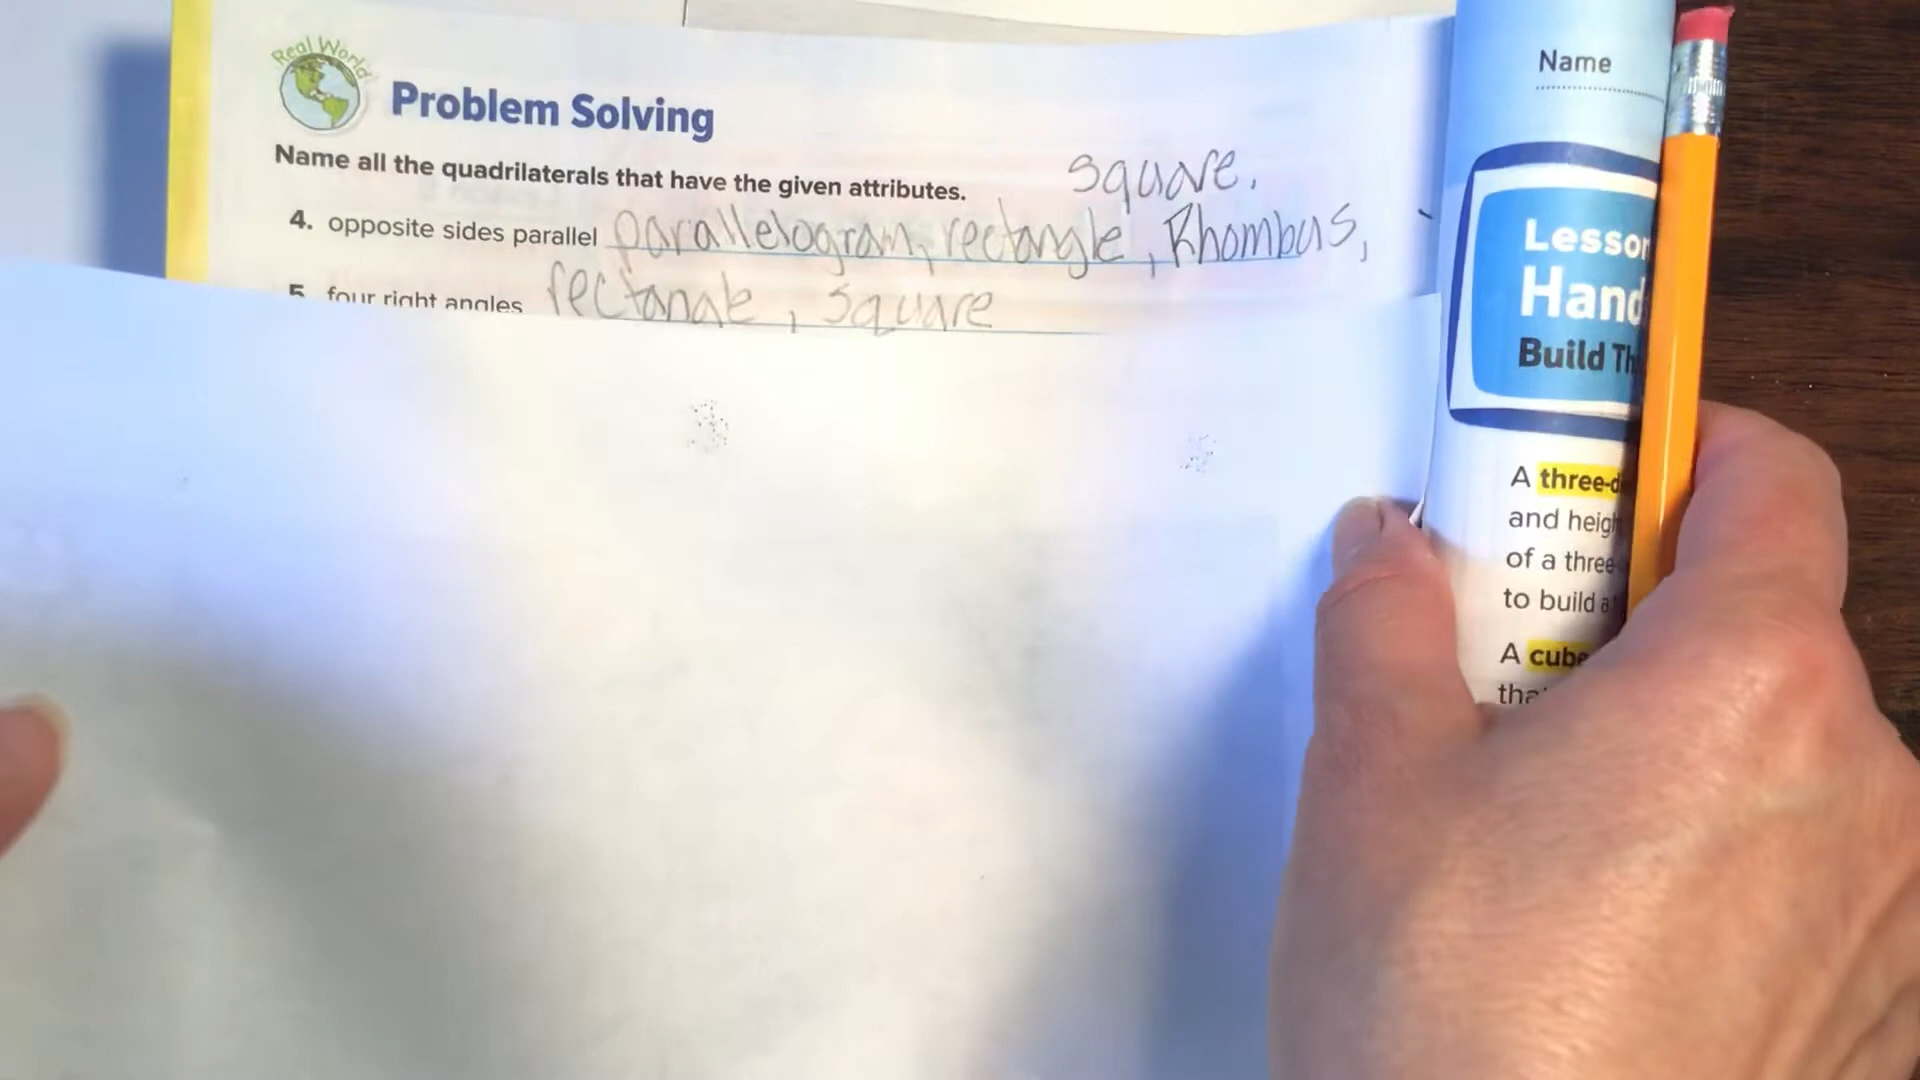 Real World
Problem Solving
Name all the quadrilaterals that have the given attributes.
square.
4. opposite sides parallel parallelogram, rectangle, Rhombus,
5. four right angles rectangle, square
Name
Lesson
Hand
Build Th
A three-d
and heigh
of a three-
to build a
A cube
that